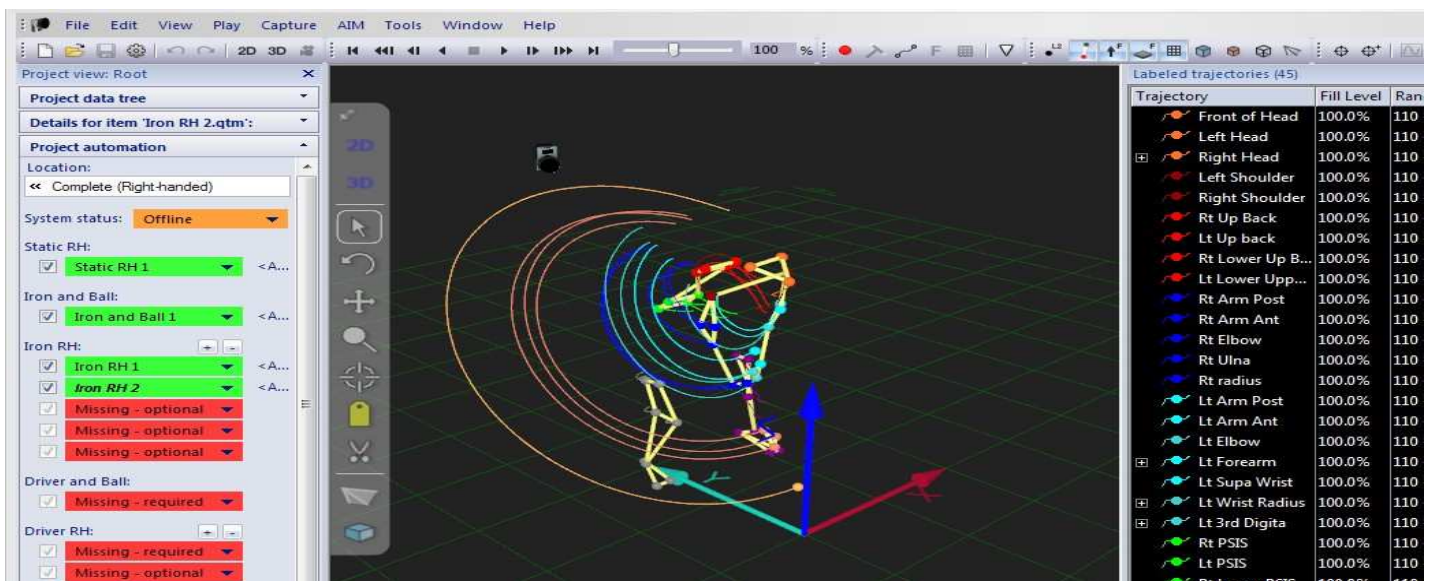 File Edit View Play Capture AIM Tools Window Help
2D 3D 100 % F L2 F F
Project view: Root
Project data tree
Details for item 'Iron RH 2.qtm':
Project automation
Location:
« Complete (Right-handed)
System status: Offline
Static RH:
Static RH 1 <A...
Iron and Ball:
Iron and Ball 1 <A...
Iron RH: + -
Iron RH 1 <A...
Iron RH 2 <A...
Missing - optional
Missing - optional
Missing - optional
Driver and Ball:
Missing - required
Driver RH: + -
Missing - required
Missing - optional
2D
3D
Y X
Labeled trajectories (45)
Trajectory Fill Level Ran
Front of Head 100.0% 110
Left Head 100.0% 110
Right Head 100.0% 110
Left Shoulder 100.0% 110
Right Shoulder 100.0% 110
Rt Up Back 100.0% 110
Lt Up back 100.0% 110
Rt Lower Up B... 100.0% 110
Lt Lower Upp... 100.0% 110
Rt Arm Post 100.0% 110
Rt Arm Ant 100.0% 110
Rt Elbow 100.0% 110
Rt Ulna 100.0% 110
Rt radius 100.0% 110
Lt Arm Post 100.0% 110
Lt Arm Ant 100.0% 110
Lt Elbow 100.0% 110
Lt Forearm 100.0% 110
Lt Supa Wrist 100.0% 110
Lt Wrist Radius 100.0% 110
Lt 3rd Digita 100.0% 110
Rt PSIS 100.0% 110
Lt PSIS 100.0% 110